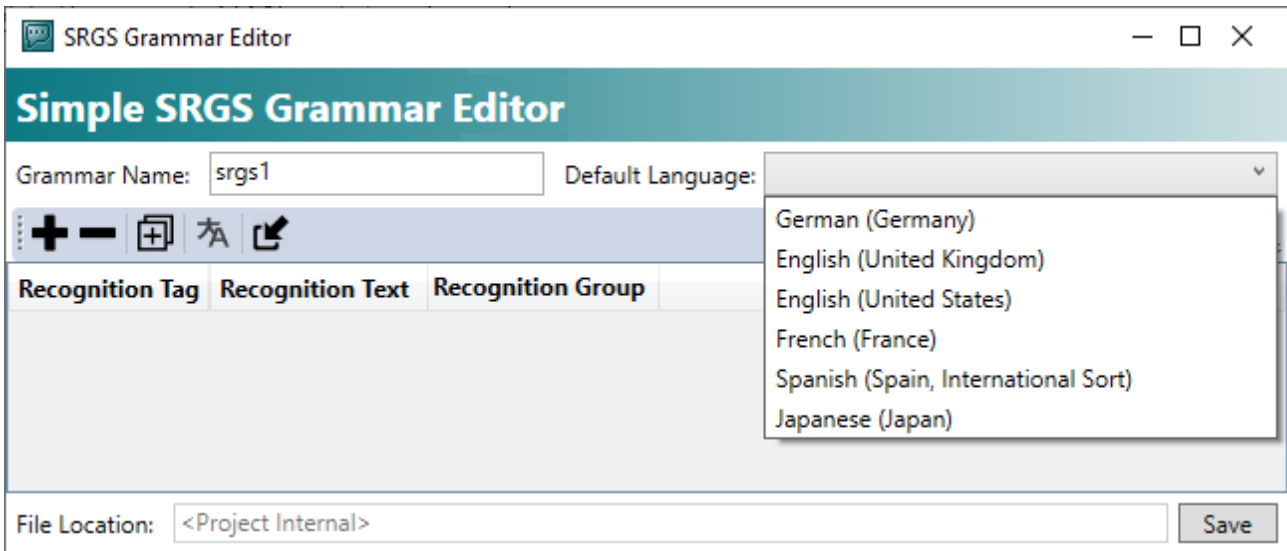 SRGS Grammar Editor
Simple SRGS Grammar Editor
Grammar Name: srgs1 Default Language:
German (Germany)
English (United Kingdom)
English (United States)
French (France)
Spanish (Spain, International Sort)
Japanese (Japan)
Recognition Tag Recognition Text Recognition Group
File Location: <Project Internal> Save